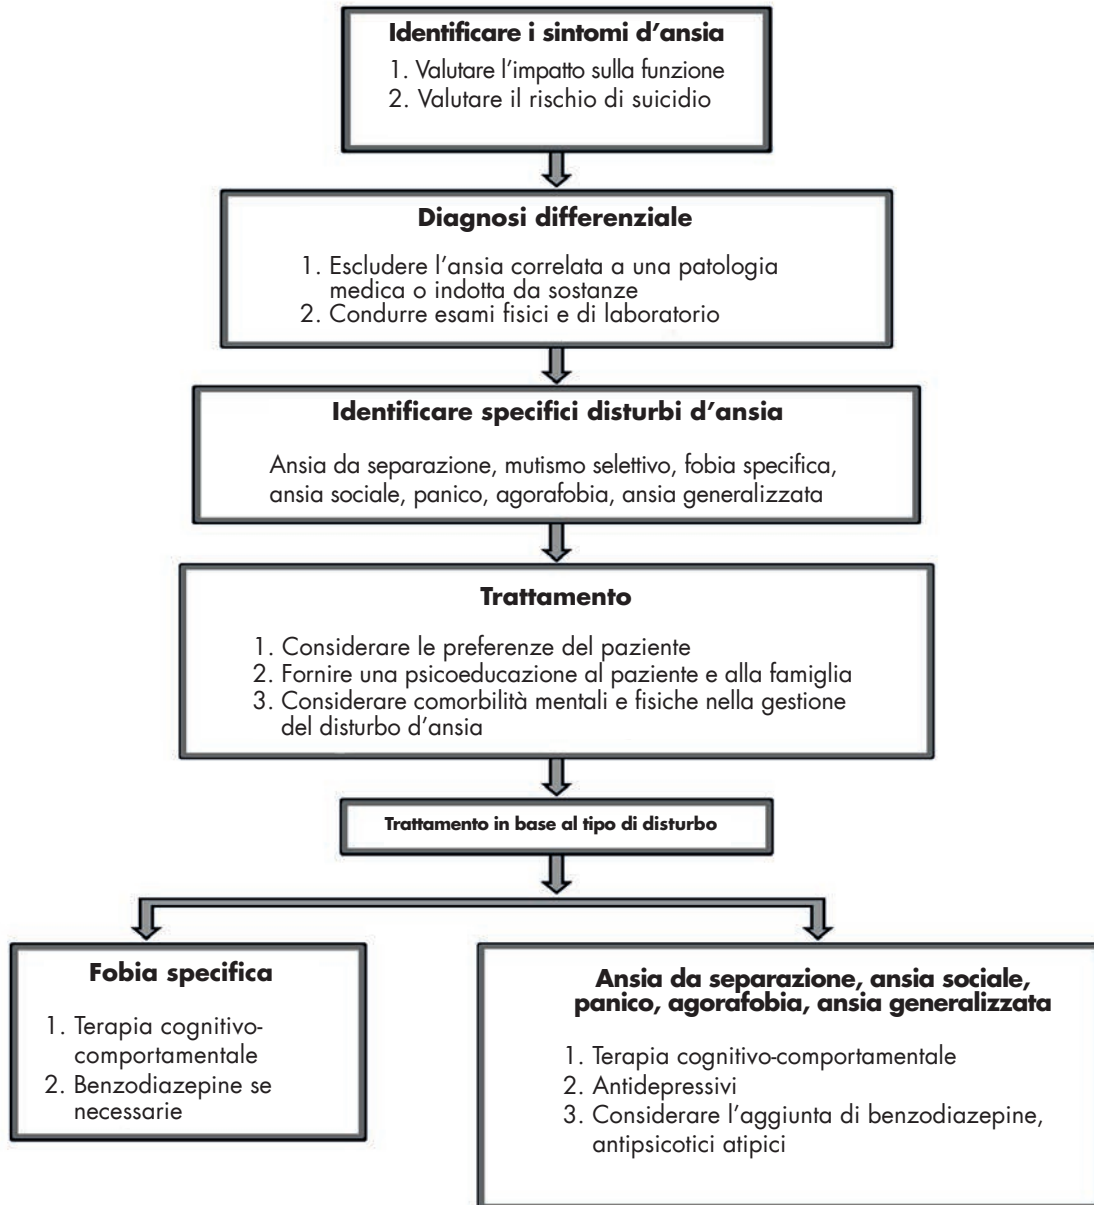 Identificare i sintomi d’ansia
1. Valutare l’impatto sulla funzione
2. Valutare il rischio di suicidio
Diagnosi differenziale
1. Escludere l’ansia correlata a una patologia
medica o indotta da sostanze
2. Condurre esami fisici e di laboratorio
Identificare specifici disturbi d’ansia
Ansia da separazione, mutismo selettivo, fobia specifica,
ansia sociale, panico, agorafobia, ansia generalizzata
Trattamento
1. Considerare le preferenze del paziente
2. Fornire una psicoeducazione al paziente e alla famiglia
3. Considerare comorbilità mentali e fisiche nella gestione
del disturbo d’ansia
Trattamento in base al tipo di disturbo
Fobia specifica
1. Terapia cognitivo-
comportamentale
2. Benzodiazepine se
necessarie
Ansia da separazione, ansia sociale,
panico, agorafobia, ansia generalizzata
1. Terapia cognitivo-comportamentale
2. Antidepressivi
3. Considerare l’aggiunta di benzodiazepine,
antipsicotici atipici